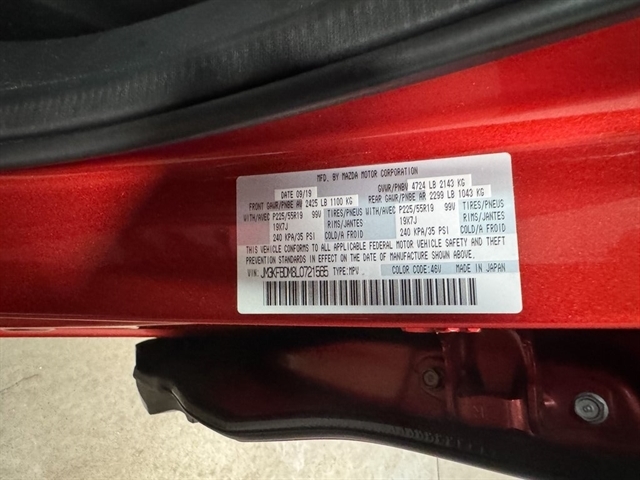 MFD. BY MAZDA MOTOR CORPORATION
DATE 09/19 GVWR/PNBV 4724 LB 2143 KG
FRONT GAWR/PNBE AV 2425 LB 1100 KG REAR GAWR/PNBE AR 2299 LB 1043 KG
WITH/AVEC P225/55R19 99V TIRES/PNEUS WITH/AVEC P225/55R19 99V TIRES/PNEUS
19X7J RIMS/JANTES 19X7J RIMS/JANTES
240 KPA/35 PSI COLD/A FROID 240 KPA/35 PSI COLD/A FROID
THIS VEHICLE CONFORMS TO ALL APPLICABLE FEDERAL MOTOR VEHICLE SAFETY AND THEFT
PREVENTION STANDARDS IN EFFECT ON THE DATE OF MANUFACTURE SHOWN ABOVE.
VIN: TYPE:MPV COLOR CODE:46V MADE IN JAPAN